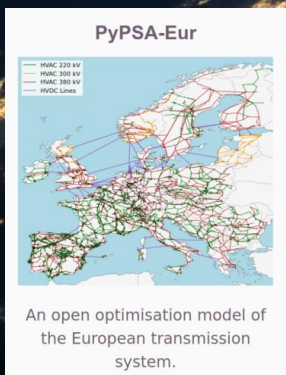 PyPSA-Eur
HVAC 220 kV
HVAC 300 kV
HVAC 380 kV
HVDC Lines
An open optimisation model of
the European transmission
system.